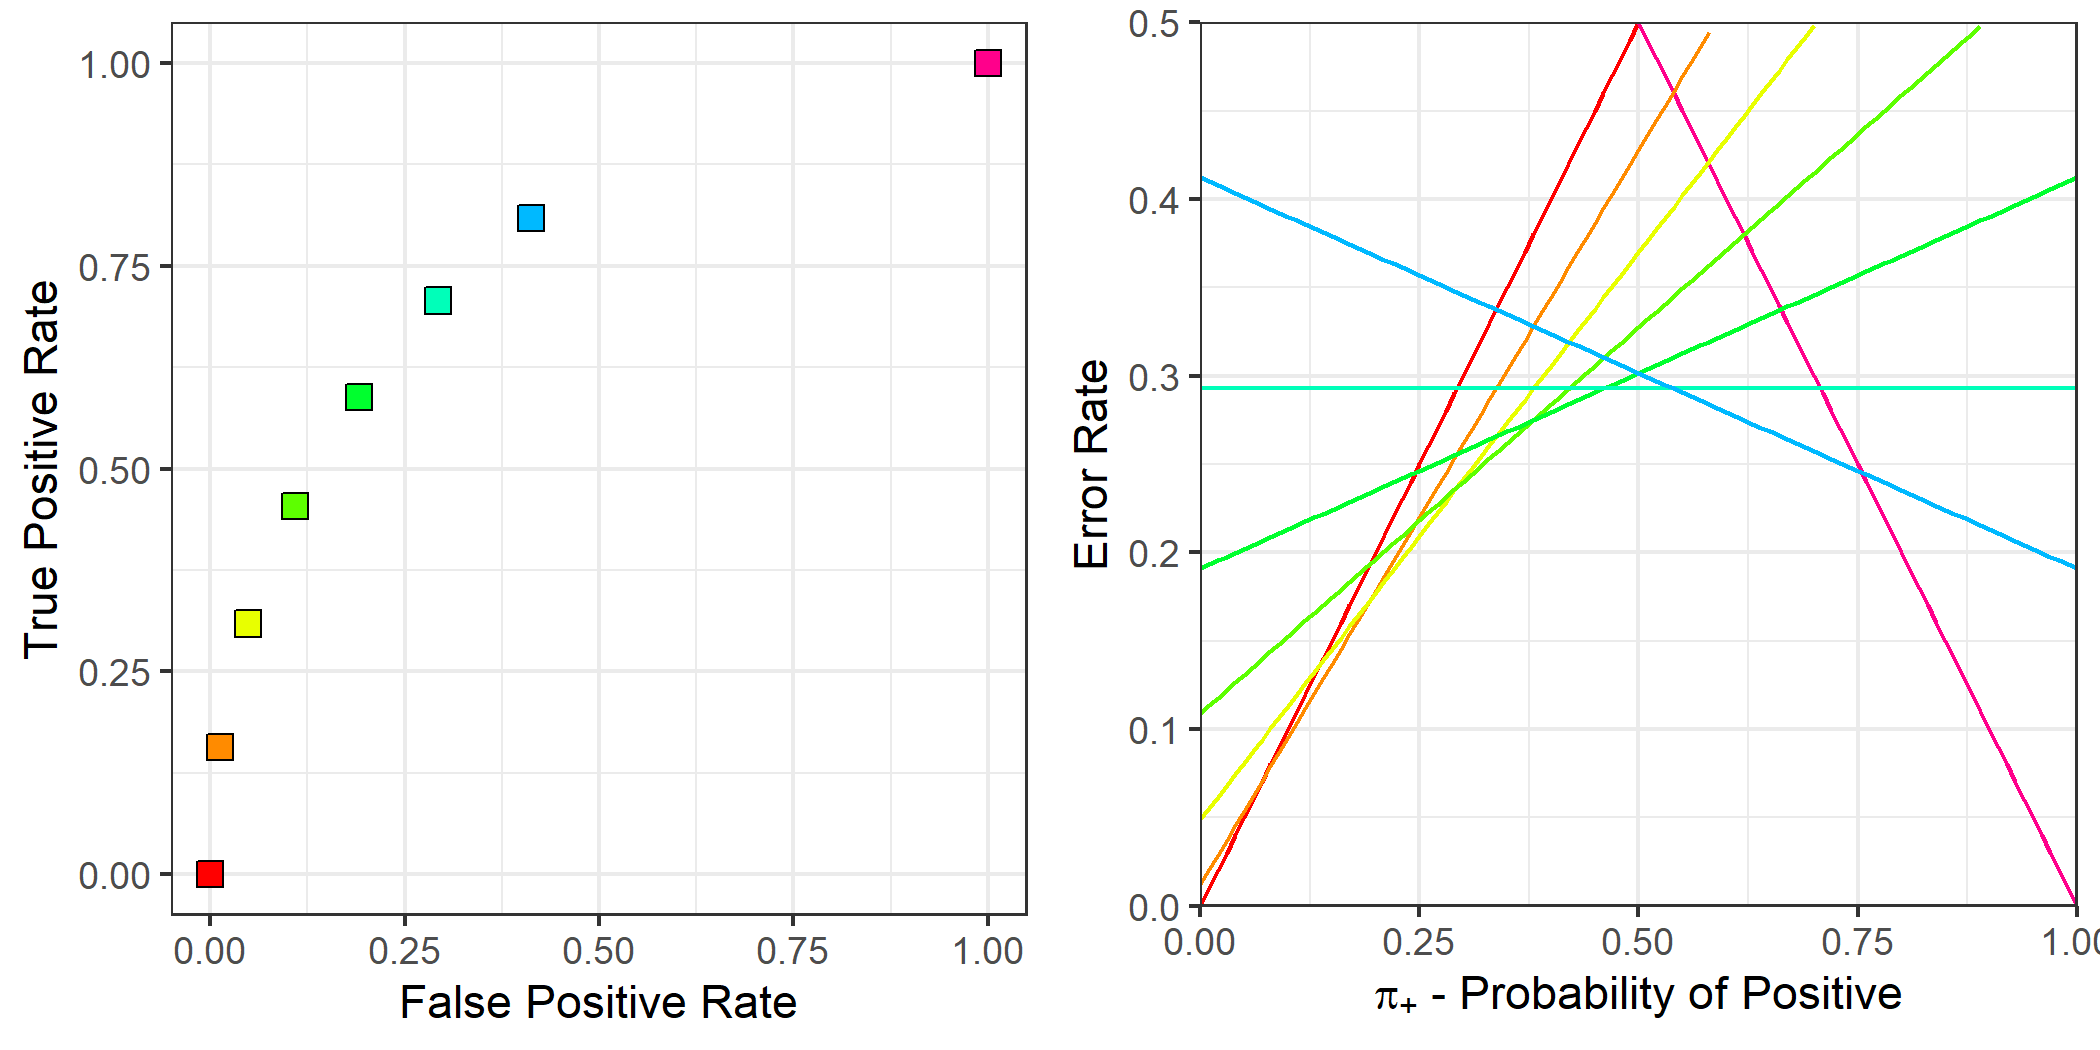 1.00
0.75
0.50
0.25
0.00
True Positive Rate
0.00 0.25 0.50 0.75 1.00
False Positive Rate
0.5
0.4
0.3
0.2
0.1
0.0
Error Rate
0.00 0.25 0.50 0.75 1.00
π+ - Probability of Positive